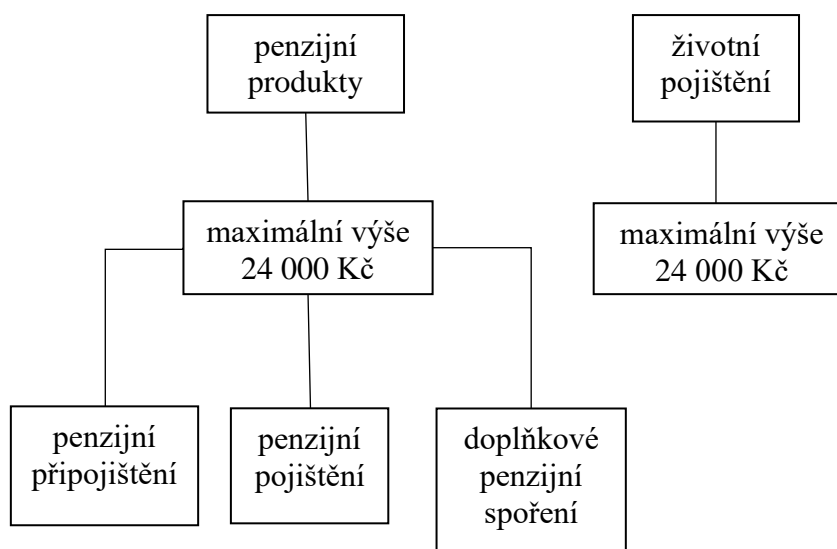 penzijní
produkty
životní
pojištění
maximální výše
24 000 Kč
maximální výše
24 000 Kč
penzijní
připojištění
penzijní
pojištění
doplňkové
penzijní
spoření